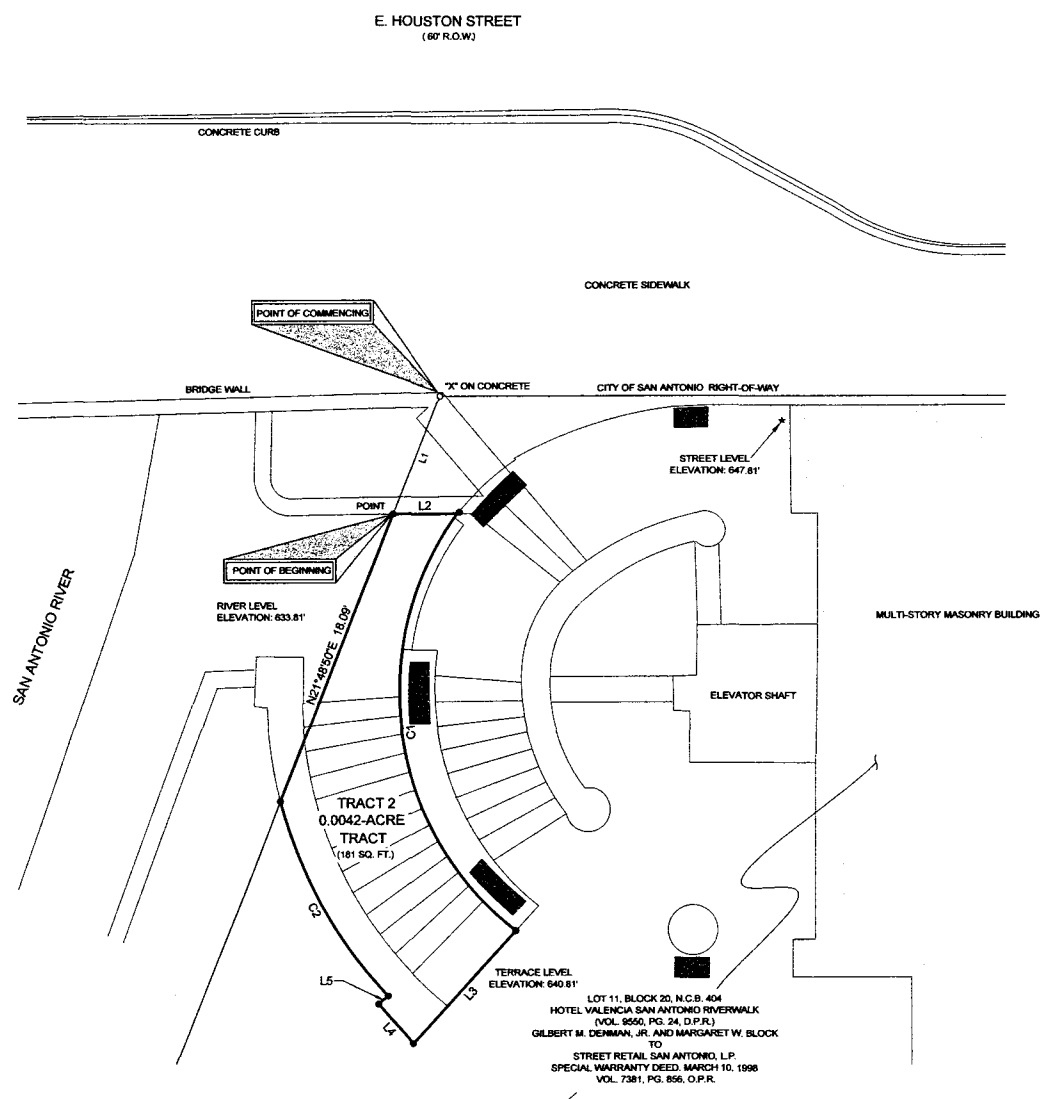 E. HOUSTON STREET
( 60' R.O.W.)
CONCRETE CURB
CONCRETE SIDEWALK
POINT OF COMMENCING
BRIDGE WALL
"X" ON CONCRETE
CITY OF SAN ANTONIO RIGHT-OF-WAY
STREET LEVEL
ELEVATION: 647.81'
L1
POINT
L2
POINT OF BEGINNING
RIVER LEVEL
ELEVATION: 633.81'
SAN ANTONIO RIVER
N21°48'50"E 18.09'
MULTI-STORY MASONRY BUILDING
ELEVATOR SHAFT
C1
TRACT 2
0.0042-ACRE
TRACT
(181 SQ. FT.)
C2
L5
L4
L3
TERRACE LEVEL
ELEVATION: 640.81'
LOT 11, BLOCK 20, N.C.B. 404
HOTEL VALENCIA SAN ANTONIO RIVERWALK
(VOL. 9550, PG. 24, D.P.R.)
GILBERT M. DENMAN, JR. AND MARGARET W. BLOCK
TO
STREET RETAIL SAN ANTONIO, L.P.
SPECIAL WARRANTY DEED, MARCH 10, 1998
VOL. 7381, PG. 856, O.P.R.